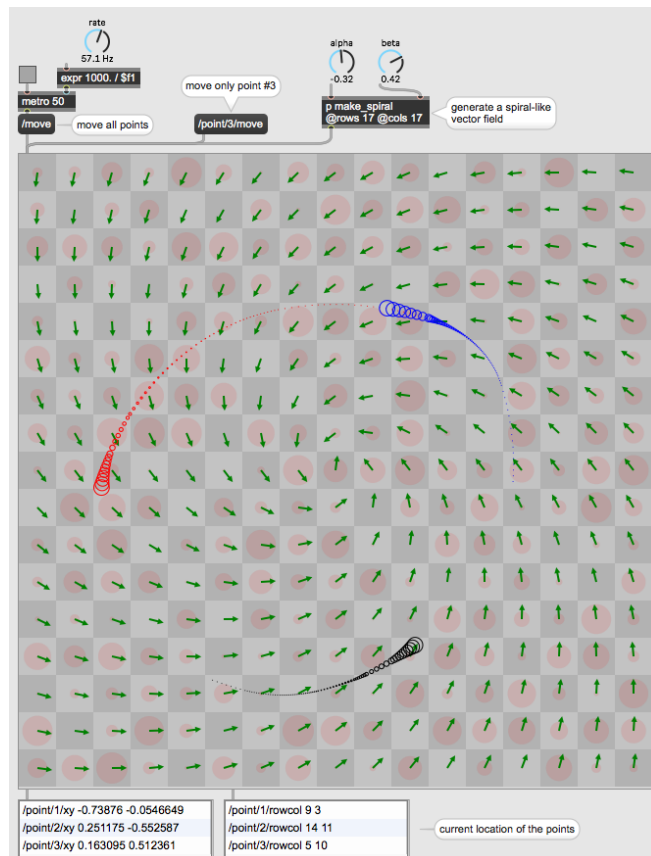 rate
57.1 Hz
expr 1000. / $f1
metro 50
/move
move all points
move only point #3
/point/3/move
alpha
beta
-0.32
0.42
p make_spiral
@rows 17 @cols 17
generate a spiral-like
vector field
/point/1/xy -0.73876 -0.0546649
/point/2/xy 0.251175 -0.552587
/point/3/xy 0.163095 0.512361
/point/1/rowcol 9 3
/point/2/rowcol 14 11
/point/3/rowcol 5 10
current location of the points